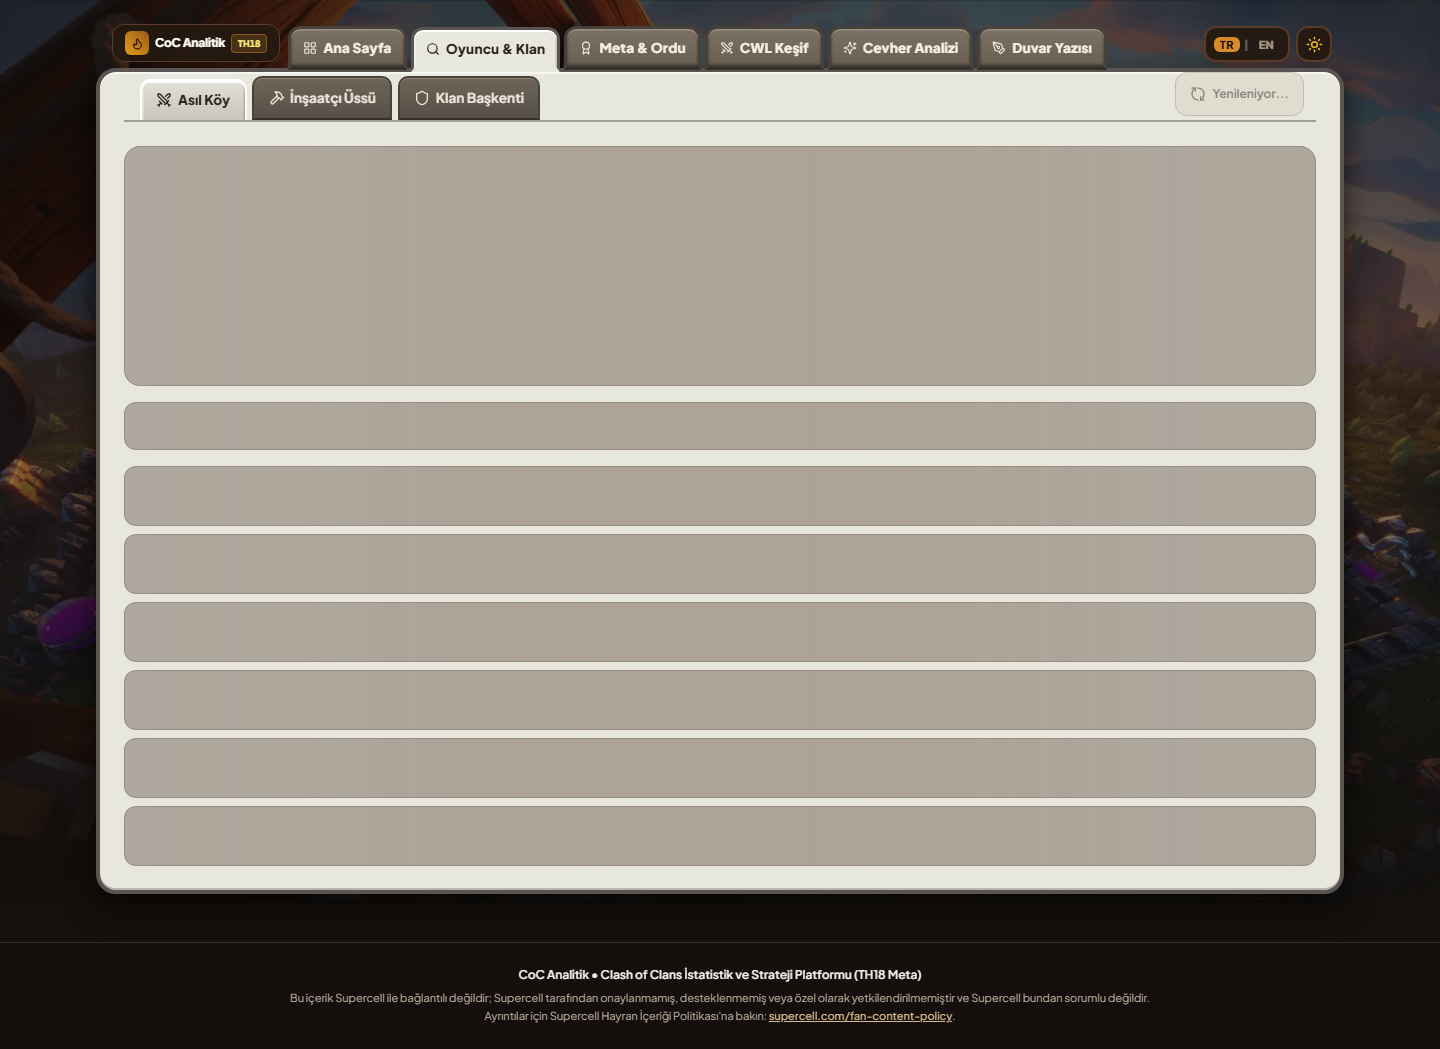 CoC Analitik TH18
Ana Sayfa
Oyuncu & Klan
Meta & Ordu
CWL Keşif
Cevher Analizi
Duvar Yazısı
TR | EN
Asıl Köy
İnşaatçı Üssü
Klan Başkenti
Yenileniyor...
CoC Analitik • Clash of Clans İstatistik ve Strateji Platformu (TH18 Meta)
Bu içerik Supercell ile bağlantılı değildir; Supercell tarafından onaylanmamış, desteklenmemiş veya özel olarak yetkilendirilmemiştir ve Supercell bundan sorumlu değildir.
Ayrıntılar için Supercell Hayran İçeriği Politikası'na bakın: supercell.com/fan-content-policy.